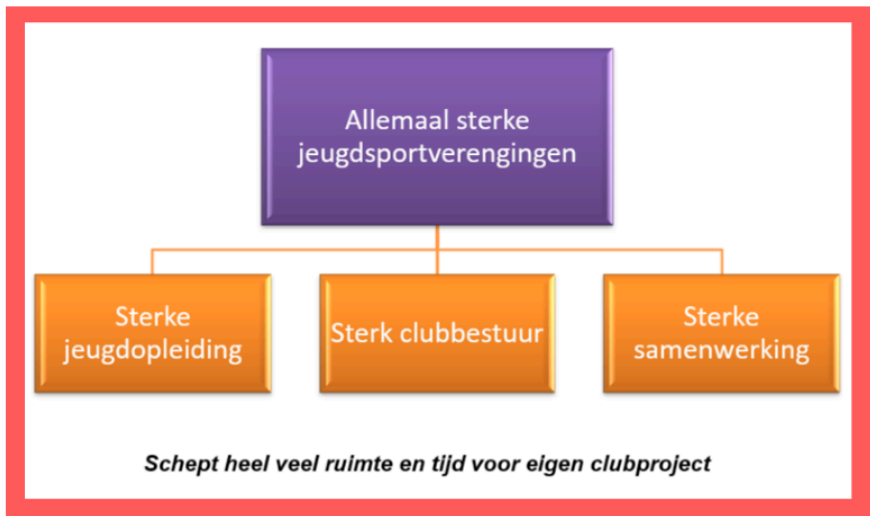 Allemaal sterke
jeugdsportverengingen
Sterke
jeugdopleiding
Sterk clubbestuur
Sterke
samenwerking
Schept heel veel ruimte en tijd voor eigen clubproject